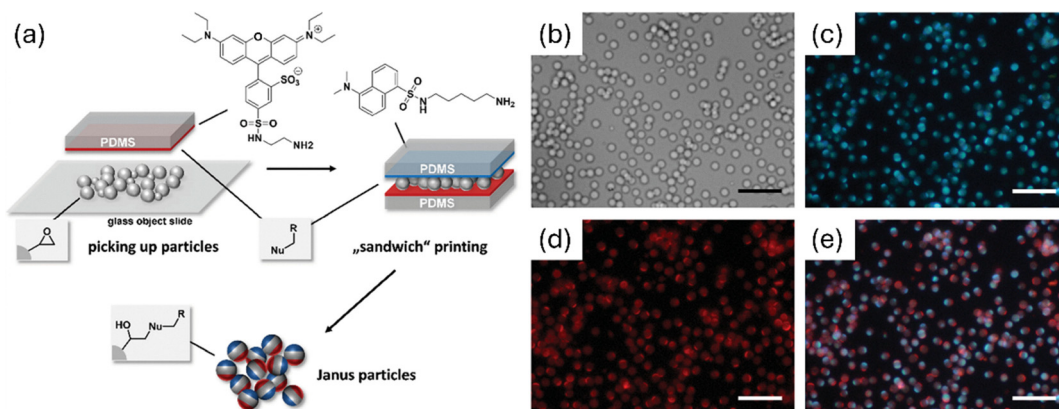 (a)
N
O
N
⊕
SO3
⊖
O
S
O
HN
NH2
PDMS
glass object slide
O
picking up particles
R
Nu
N
O
S
O
N
H
NH2
PDMS
PDMS
„sandwich“ printing
HO
Nu
R
Janus particles
(b)
(c)
(d)
(e)